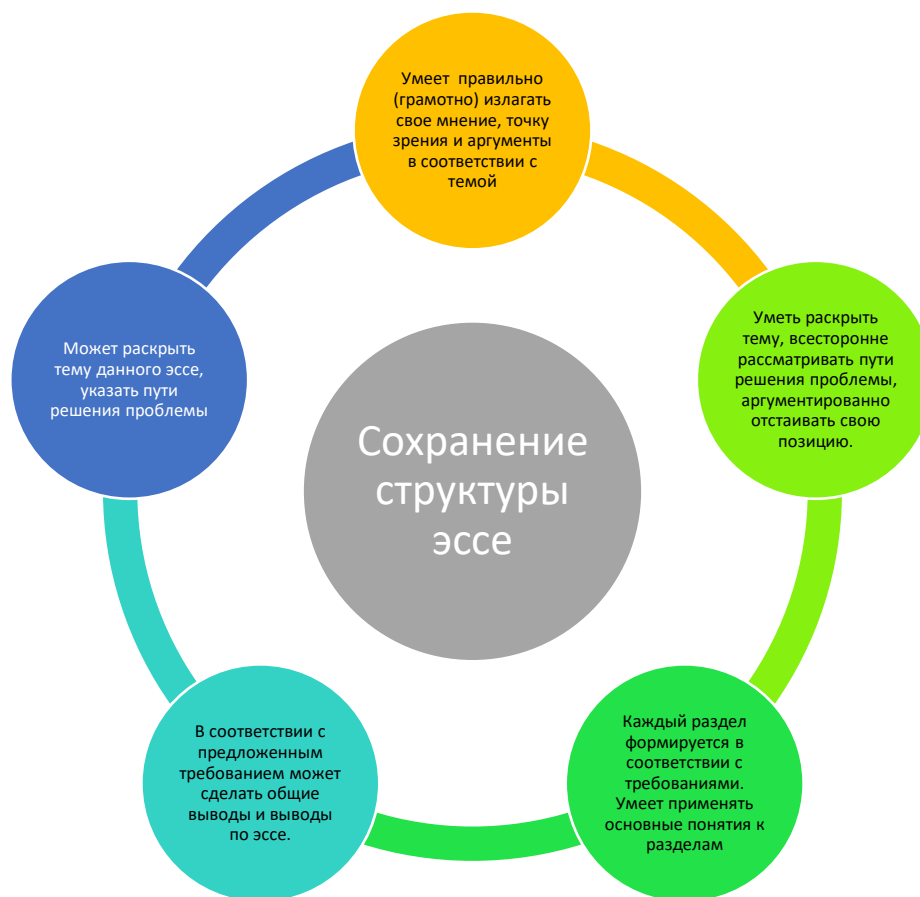 Умеет правильно
(грамотно) излагать
свое мнение, точку
зрения и аргументы
в соответствии с
темой
Уметь раскрыть
тему, всесторонне
рассматривать пути
решения проблемы,
аргументированно
отстаивать свою
позицию.
Каждый раздел
формируется в
соответствии с
требованиями.
Умеет применять
основные понятия к
разделам
В соответствии с
предложенным
требованием может
сделать общие
выводы и выводы
по эссе.
Может раскрыть
тему данного эссе,
указать пути
решения проблемы
Сохранение
структуры
эссе